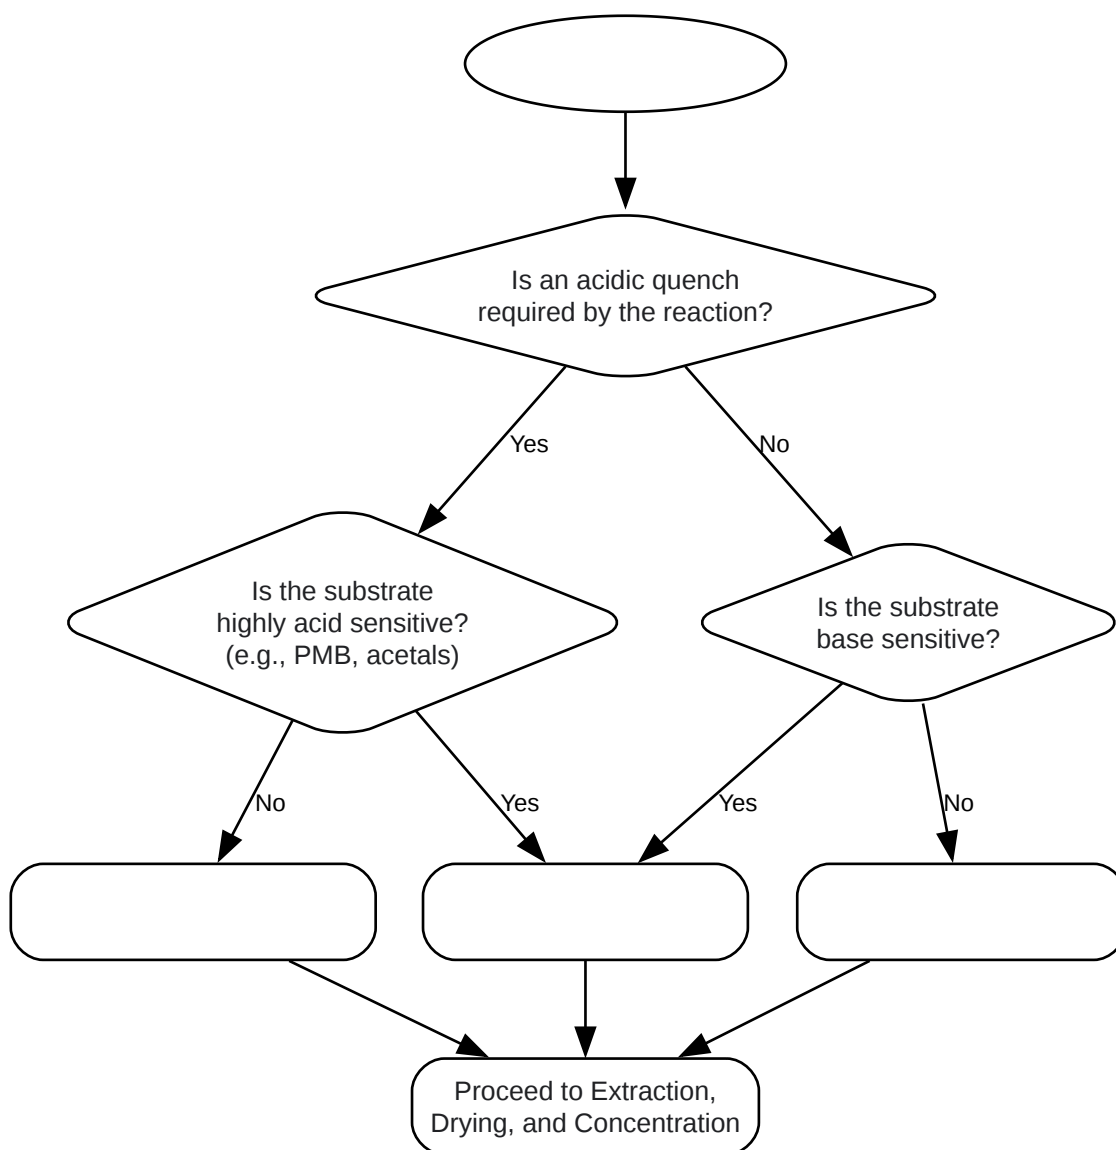 Is an acidic quench
required by the reaction?
Yes
No
Is the substrate
highly acid sensitive?
(e.g., PMB, acetals)
Is the substrate
base sensitive?
No
Yes
Yes
No
Proceed to Extraction,
Drying, and Concentration